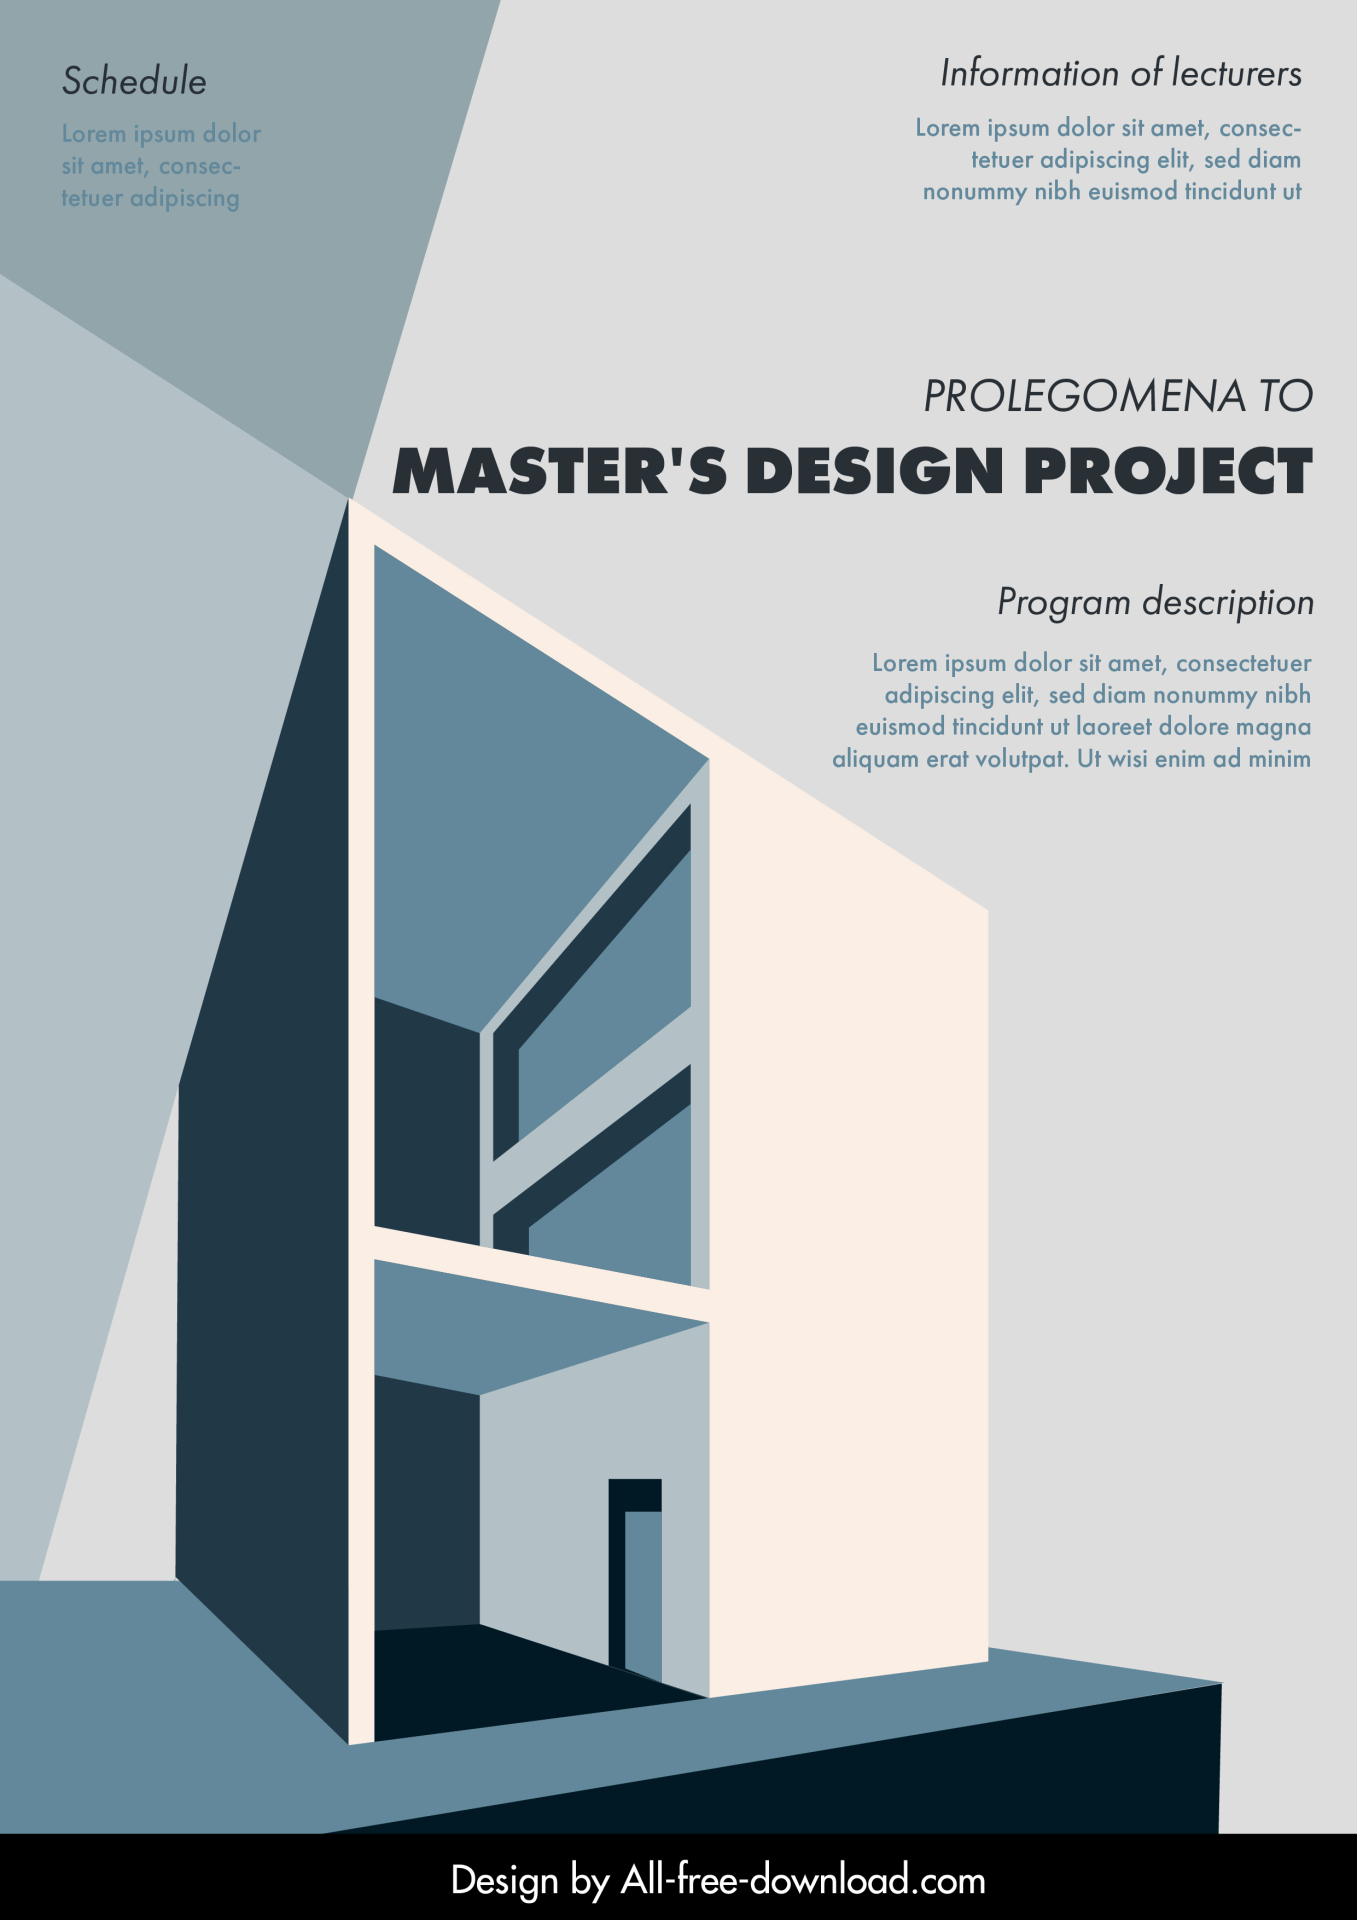 Schedule
Lorem ipsum dolor
sit amet, consec-
tetuer adipiscing
Information of lecturers
Lorem ipsum dolor sit amet, consec-
tetuer adipiscing elit, sed diam
nonummy nibh euismod tincidunt ut
PROLEGOMENA TO
MASTER'S DESIGN PROJECT
Program description
Lorem ipsum dolor sit amet, consectetuer
adipiscing elit, sed diam nonummy nibh
euismod tincidunt ut laoreet dolore magna
aliquam erat volutpat. Ut wisi enim ad minim
Design by All-free-download.com